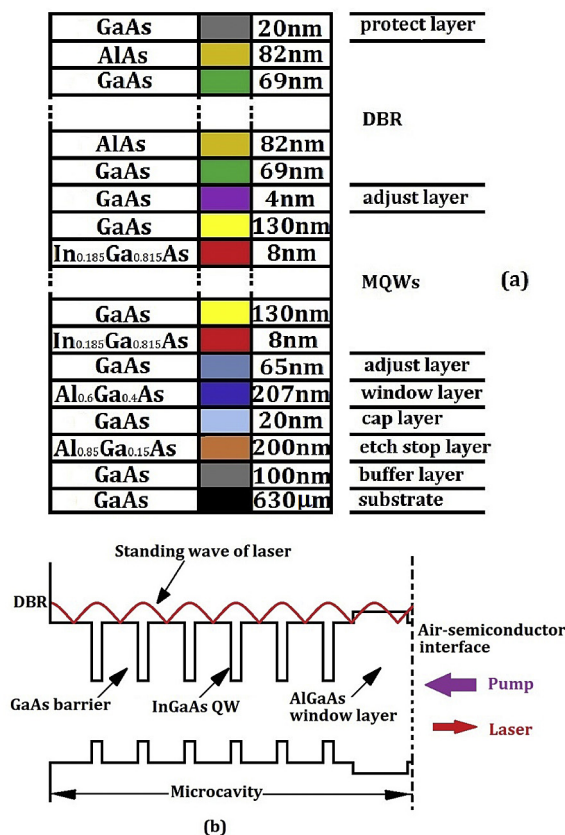 GaAs 20nm protect layer
AlAs 82nm
GaAs 69nm
DBR
AlAs 82nm
GaAs 69nm
GaAs 4nm adjust layer
GaAs 130nm
In0.185Ga0.815As 8nm
MQWs (a)
GaAs 130nm
In0.185Ga0.815As 8nm
GaAs 65nm adjust layer
Al0.6Ga0.4As 207nm window layer
GaAs 20nm cap layer
Al0.85Ga0.15As 200nm etch stop layer
GaAs 100nm buffer layer
GaAs 630μm substrate
Standing wave of laser
DBR
Air-semiconductor
interface
GaAs barrier
InGaAs QW
AlGaAs
window layer
Pump
Laser
Microcavity
(b)